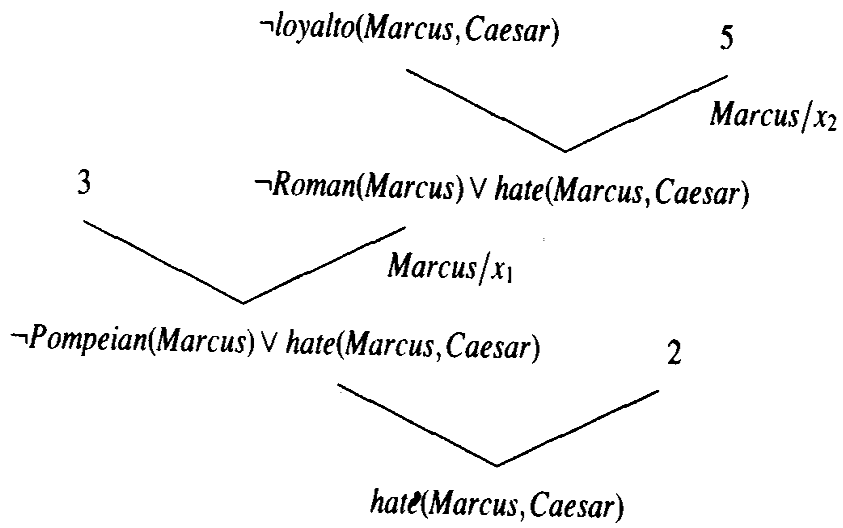 ¬loyalto(Marcus, Caesar)
5
Marcus/x₂
3
¬Roman(Marcus) ∨ hate(Marcus, Caesar)
Marcus/x₁
¬Pompeian(Marcus) ∨ hate(Marcus, Caesar)
2
hate(Marcus, Caesar)